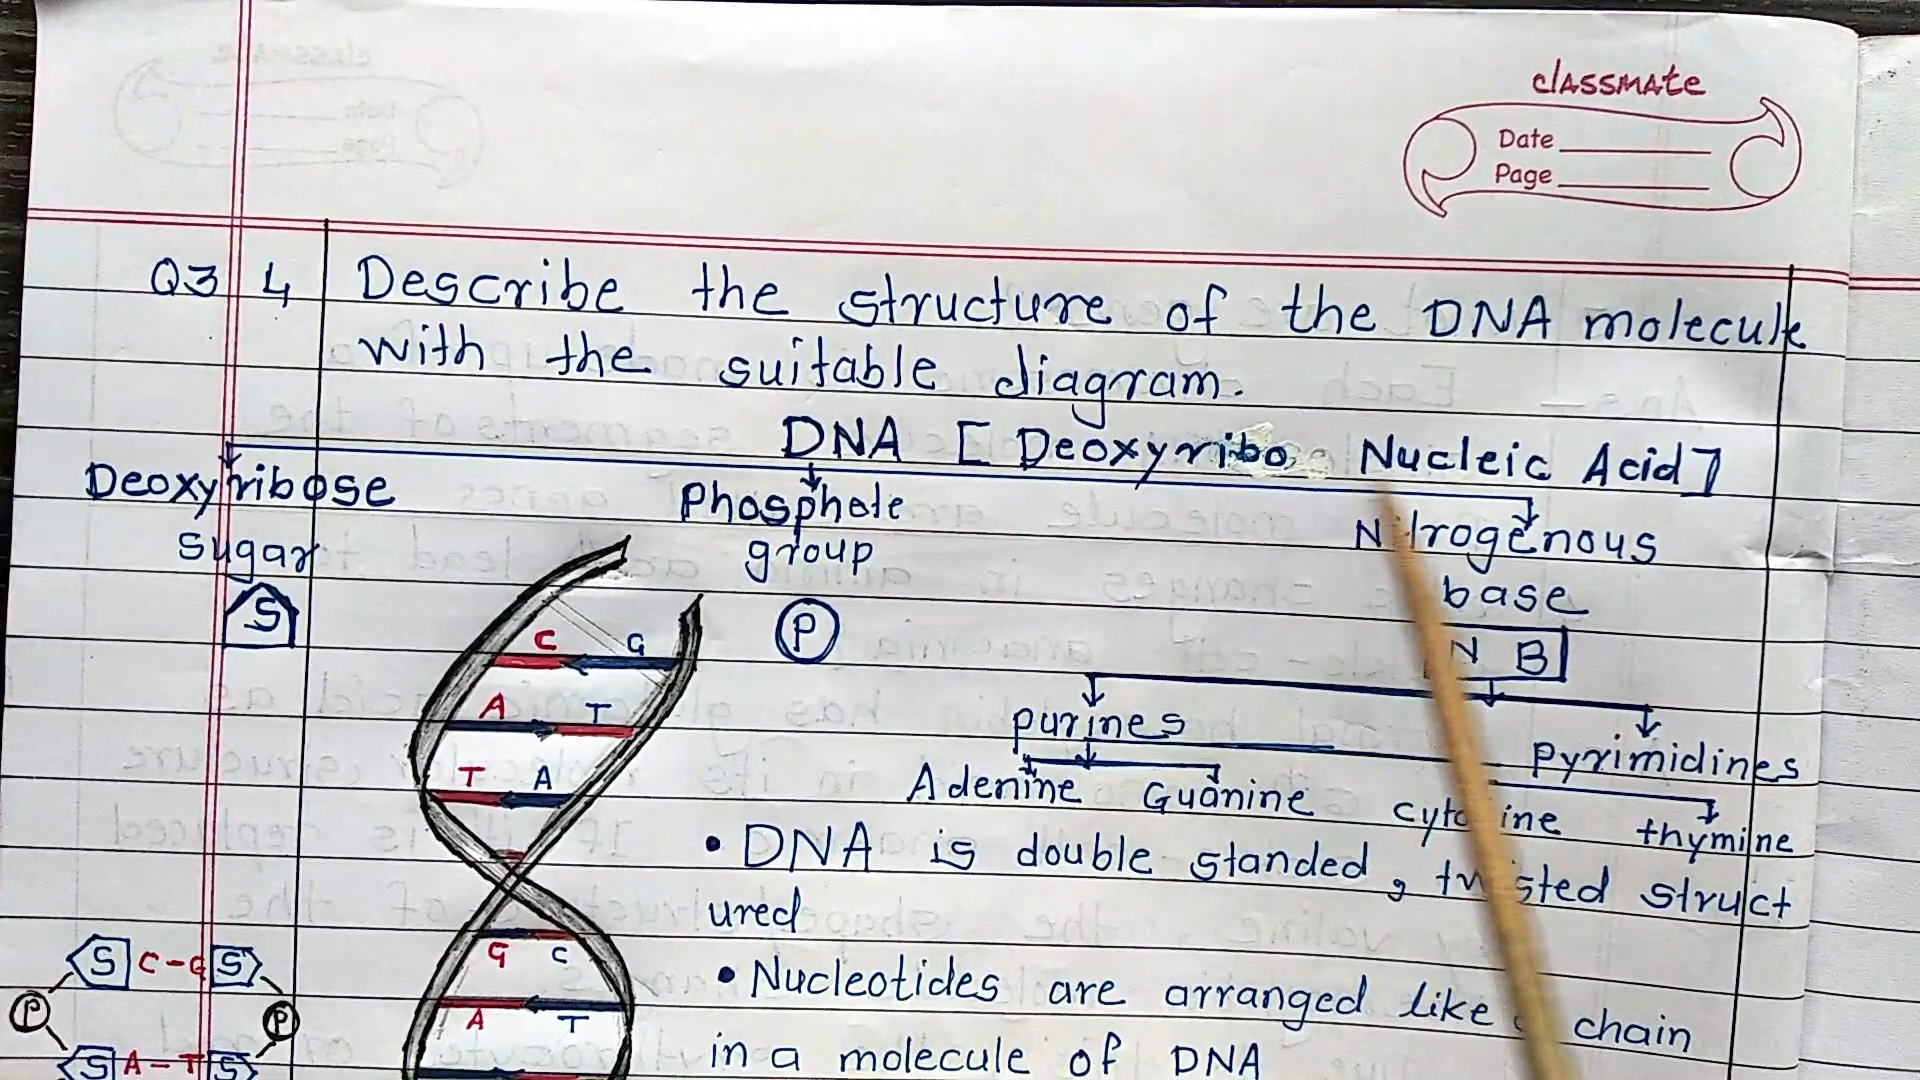 classmate
Date
Page
Q3 4 Describe the structure of the DNA molecule
with the suitable diagram.
DNA [Deoxyribo Nucleic Acid]
Deoxyribose
sugar
S
Phosphate
group
P
Nitrogenous
base
N B
purines
Pyrimidines
Adenine Guanine cytosine thymine
C G
A T
T A
G C
A T
• DNA is double standed, twisted struct
ured
• Nucleotides are arranged like chain
in a molecule of DNA
S C-G S
P P
S A-T S